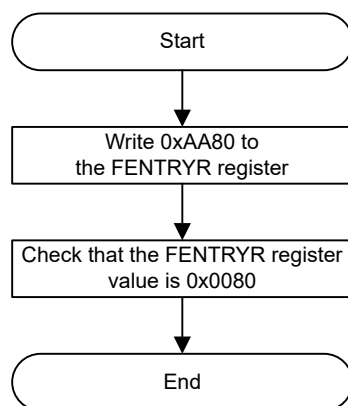 Start
Write 0xAA80 to
the FENTRYR register
Check that the FENTRYR register
value is 0x0080
End